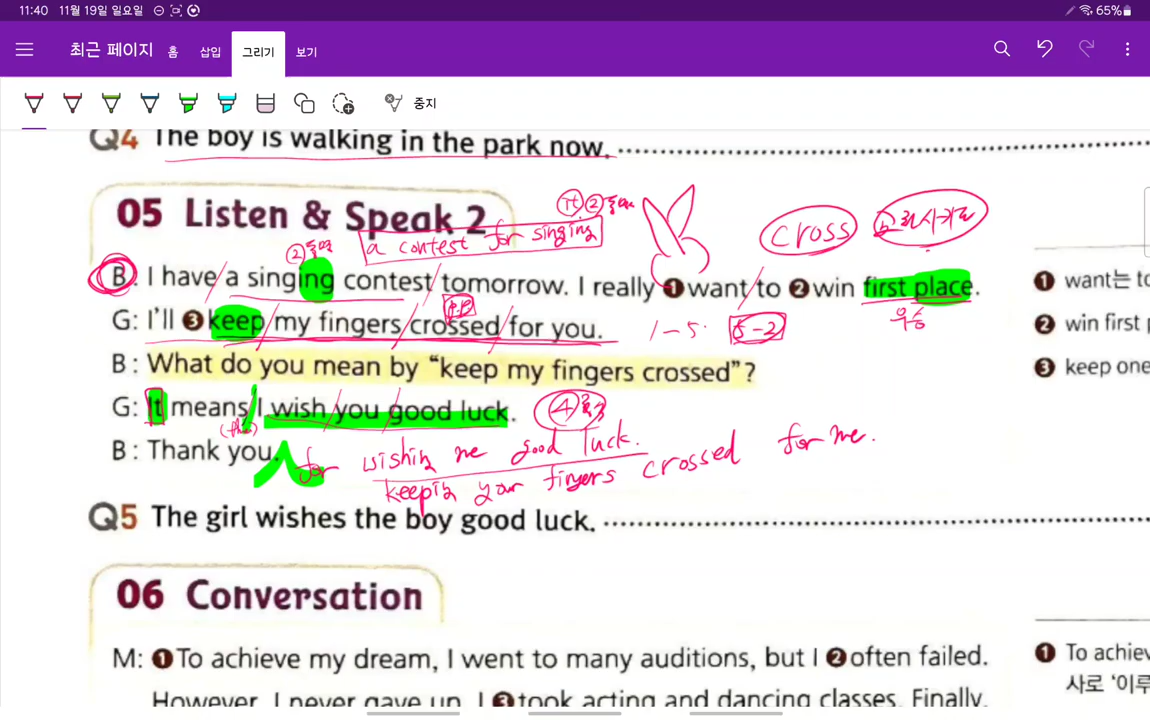 11:40 11월 19일 일요일 65%
최근 페이지 홈 삽입 그리기 보기
중지
Q4 The boy is walking in the park now.
05 Listen & Speak 2
a contest for singing
cross
B: I have a singing contest tomorrow. I really ❶want to ❷win first place.
❶ want는 to
우승
G: I'll ❸keep my fingers crossed for you.
p.p
1-5.
5-2
❷ win first p
B: What do you mean by “keep my fingers crossed”?
❸ keep one
G: It means I wish you good luck.
(that)
B: Thank you.
for wishing me good luck.
keeping your fingers crossed for me.
Q5 The girl wishes the boy good luck.
06 Conversation
M: ❶To achieve my dream, I went to many auditions, but I ❷often failed.
❶ To achiev
However, I never gave up. I ❸took acting and dancing classes. Finally,
사로 ‘이루